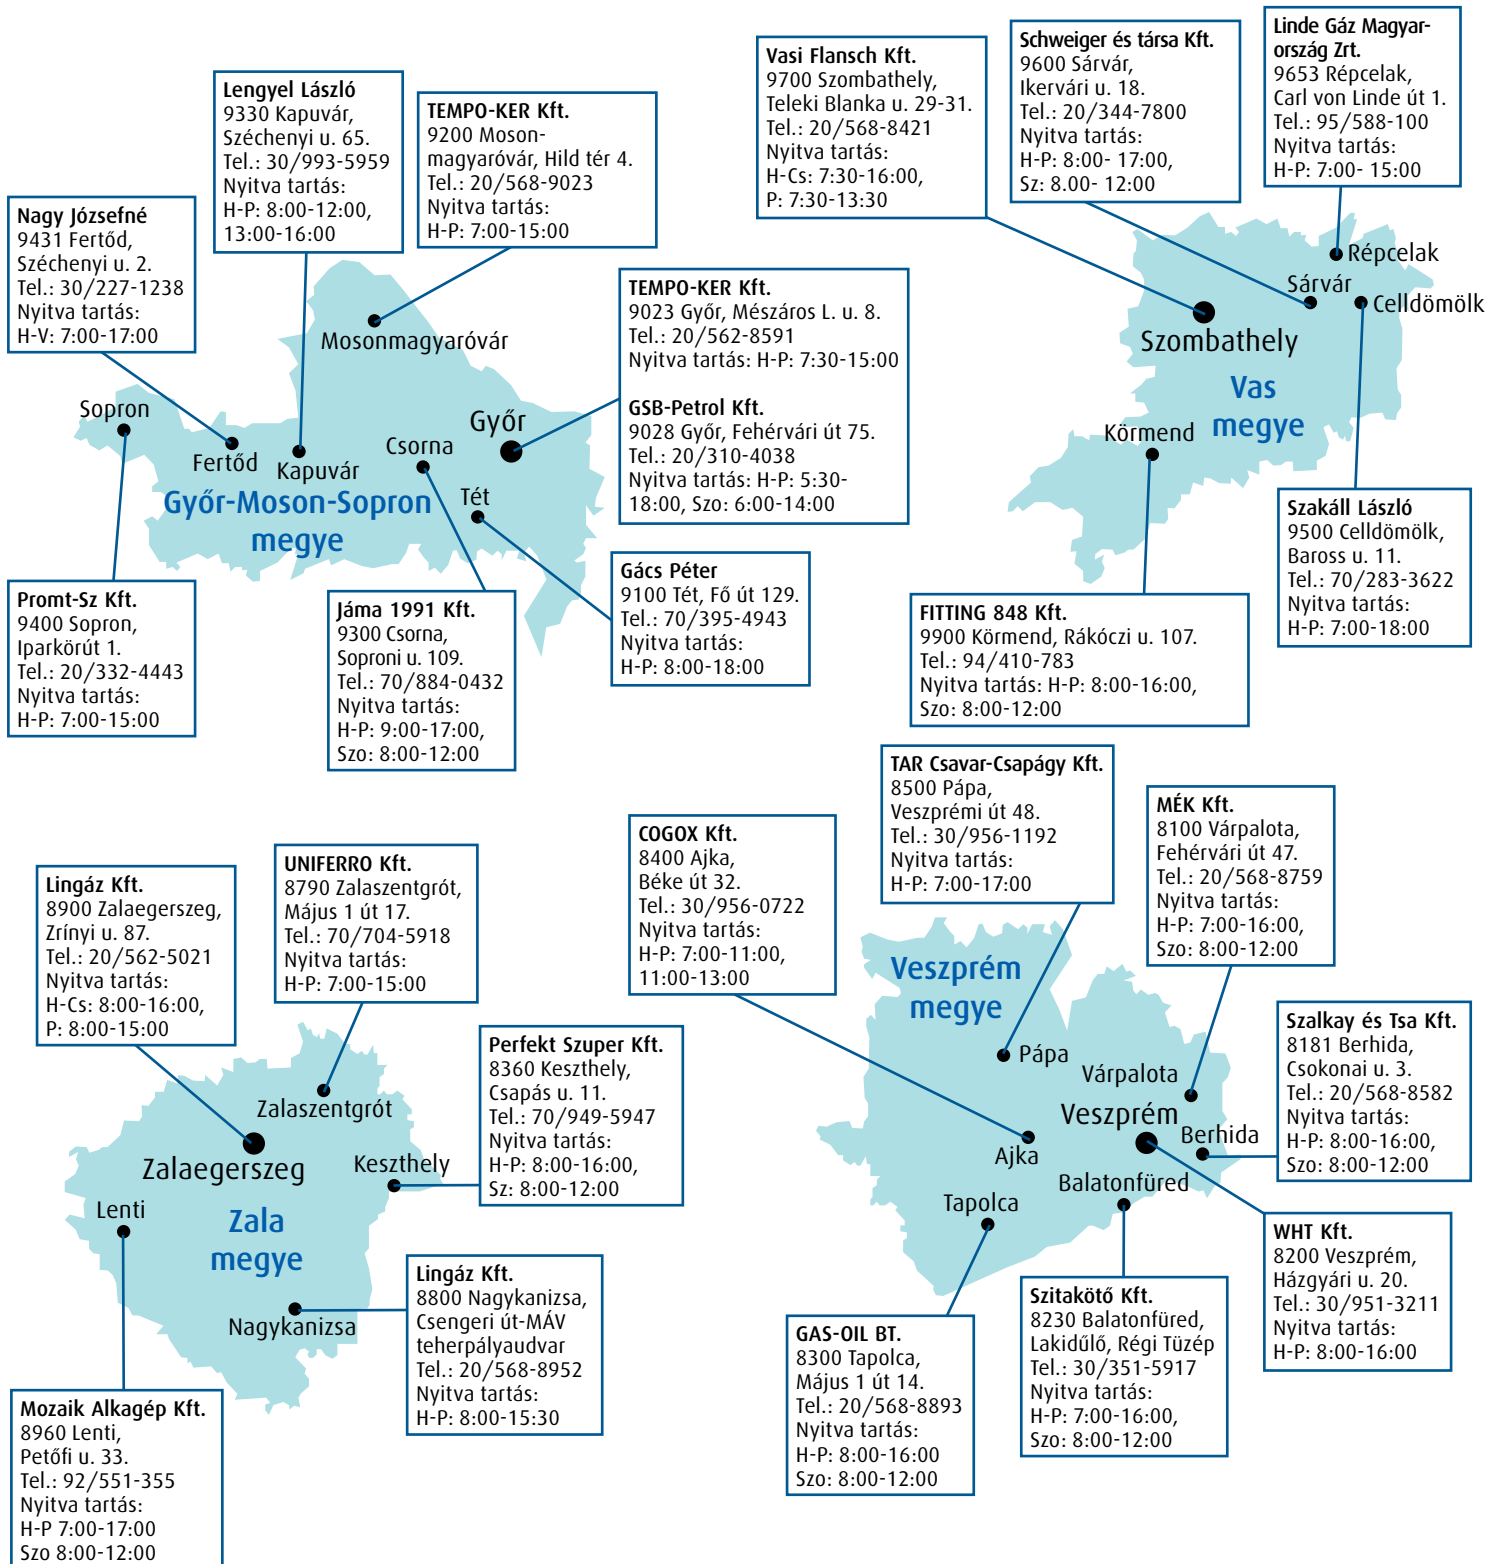 Nagy Józsefné
9431 Fertőd,
Széchenyi u. 2.
Tel.: 30/227-1238
Nyitva tartás:
H-V: 7:00-17:00
Lengyel László
9330 Kapuvár,
Széchenyi u. 65.
Tel.: 30/993-5959
Nyitva tartás:
H-P: 8:00-12:00,
13:00-16:00
TEMPO-KER Kft.
9200 Moson-
magyaróvár, Hild tér 4.
Tel.: 20/568-9023
Nyitva tartás:
H-P: 7:00-15:00
TEMPO-KER Kft.
9023 Győr, Mészáros L. u. 8.
Tel.: 20/562-8591
Nyitva tartás: H-P: 7:30-15:00
GSB-Petrol Kft.
9028 Győr, Fehérvári út 75.
Tel.: 20/310-4038
Nyitva tartás: H-P: 5:30-
18:00, Szo: 6:00-14:00
Mosonmagyaróvár
Sopron
Fertőd
Kapuvár
Csorna
Győr
Tét
Győr-Moson-Sopron
megye
Promt-Sz Kft.
9400 Sopron,
Iparkörút 1.
Tel.: 20/332-4443
Nyitva tartás:
H-P: 7:00-15:00
Jáma 1991 Kft.
9300 Csorna,
Soproni u. 109.
Tel.: 70/884-0432
Nyitva tartás:
H-P: 9:00-17:00,
Szo: 8:00-12:00
Gács Péter
9100 Tét, Fő út 129.
Tel.: 70/395-4943
Nyitva tartás:
H-P: 8:00-18:00
Vasi Flansch Kft.
9700 Szombathely,
Teleki Blanka u. 29-31.
Tel.: 20/568-8421
Nyitva tartás:
H-Cs: 7:30-16:00,
P: 7:30-13:30
Schweiger és társa Kft.
9600 Sárvár,
Ikervári u. 18.
Tel.: 20/344-7800
Nyitva tartás:
H-P: 8:00- 17:00,
Sz: 8.00- 12:00
Linde Gáz Magyar-
ország Zrt.
9653 Répcelak,
Carl von Linde út 1.
Tel.: 95/588-100
Nyitva tartás:
H-P: 7:00- 15:00
Répcelak
Sárvár
Celldömölk
Szombathely
Vas
megye
Körmend
Szakáll László
9500 Celldömölk,
Baross u. 11.
Tel.: 70/283-3622
Nyitva tartás:
H-P: 7:00-18:00
FITTING 848 Kft.
9900 Körmend, Rákóczi u. 107.
Tel.: 94/410-783
Nyitva tartás: H-P: 8:00-16:00,
Szo: 8:00-12:00
Lingáz Kft.
8900 Zalaegerszeg,
Zrínyi u. 87.
Tel.: 20/562-5021
Nyitva tartás:
H-Cs: 8:00-16:00,
P: 8:00-15:00
UNIFERRO Kft.
8790 Zalaszentgrót,
Május 1 út 17.
Tel.: 70/704-5918
Nyitva tartás:
H-P: 7:00-15:00
Perfekt Szuper Kft.
8360 Keszthely,
Csapás u. 11.
Tel.: 70/949-5947
Nyitva tartás:
H-P: 8:00-16:00,
Sz: 8:00-12:00
Zalaszentgrót
Zalaegerszeg
Keszthely
Lenti
Zala
megye
Nagykanizsa
Lingáz Kft.
8800 Nagykanizsa,
Csengeri út-MÁV
teherpályaudvar
Tel.: 20/568-8952
Nyitva tartás:
H-P: 8:00-15:30
Mozaik Alkagép Kft.
8960 Lenti,
Petőfi u. 33.
Tel.: 92/551-355
Nyitva tartás:
H-P 7:00-17:00
Szo 8:00-12:00
COGOX Kft.
8400 Ajka,
Béke út 32.
Tel.: 30/956-0722
Nyitva tartás:
H-P: 7:00-11:00,
11:00-13:00
TAR Csavar-Csapágy Kft.
8500 Pápa,
Veszprémi út 48.
Tel.: 30/956-1192
Nyitva tartás:
H-P: 7:00-17:00
MÉK Kft.
8100 Várpalota,
Fehérvári út 47.
Tel.: 20/568-8759
Nyitva tartás:
H-P: 7:00-16:00,
Szo: 8:00-12:00
Szalkay és Tsa Kft.
8181 Berhida,
Csokonai u. 3.
Tel.: 20/568-8582
Nyitva tartás:
H-P: 8:00-16:00,
Szo: 8:00-12:00
Veszprém
megye
Pápa
Várpalota
Veszprém
Berhida
Ajka
Balatonfüred
Tapolca
WHT Kft.
8200 Veszprém,
Házgyári u. 20.
Tel.: 30/951-3211
Nyitva tartás:
H-P: 8:00-16:00
Szitakötő Kft.
8230 Balatonfüred,
Lakidűlő, Régi Tüzép
Tel.: 30/351-5917
Nyitva tartás:
H-P: 7:00-16:00,
Szo: 8:00-12:00
GAS-OIL BT.
8300 Tapolca,
Május 1 út 14.
Tel.: 20/568-8893
Nyitva tartás:
H-P: 8:00-16:00
Szo: 8:00-12:00